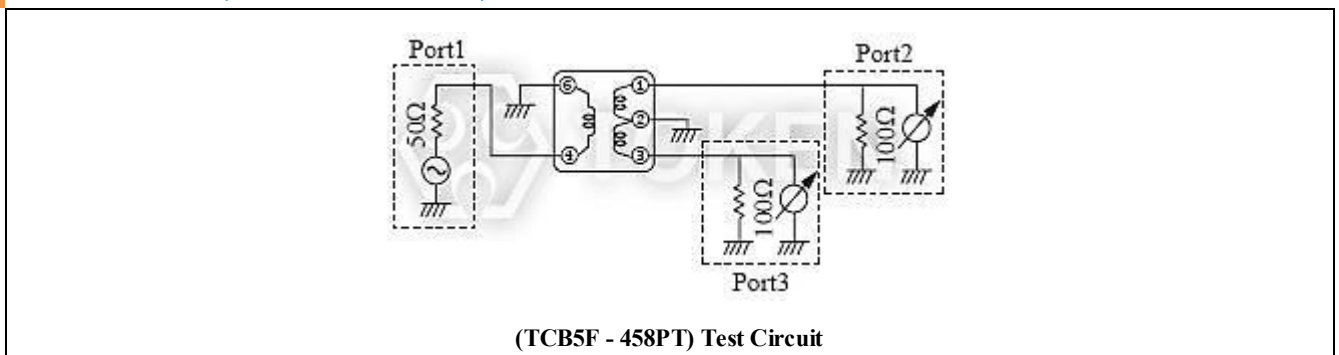 Port1
Port2
50Ω
6
1
2
4
3
100Ω
100Ω
Port3
(TCB5F - 458PT) Test Circuit